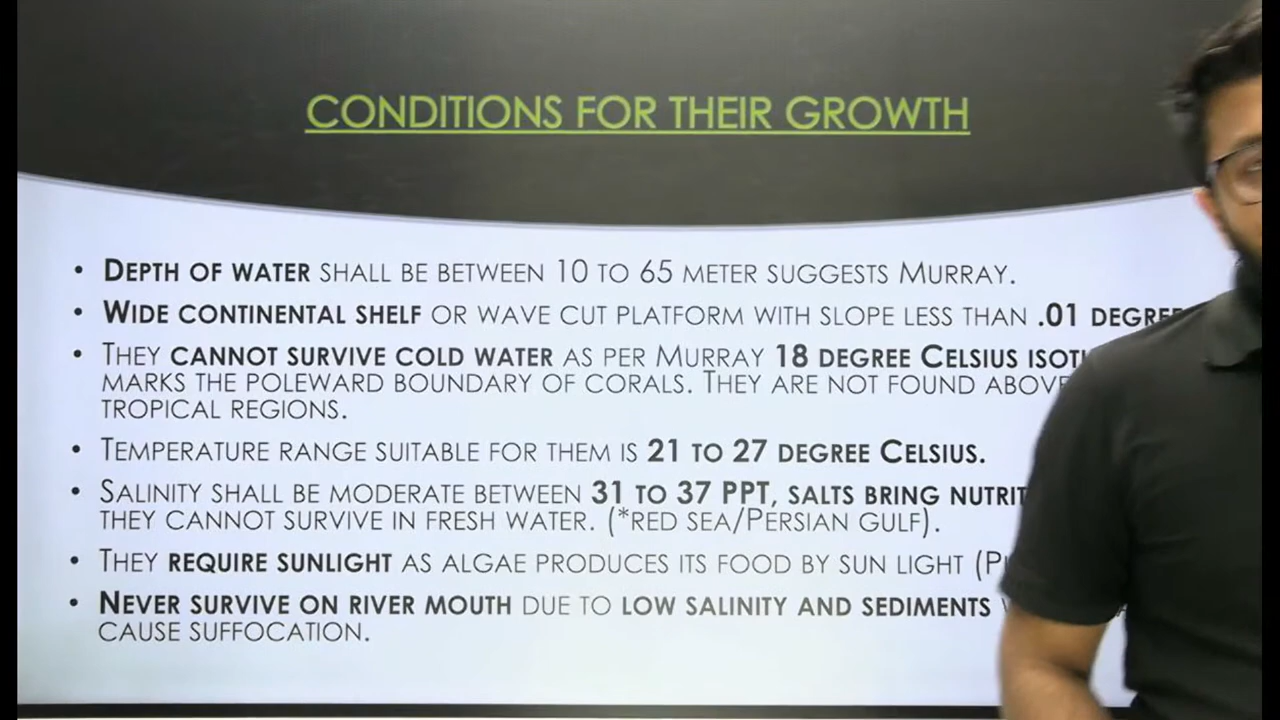 CONDITIONS FOR THEIR GROWTH
• DEPTH OF WATER SHALL BE BETWEEN 10 TO 65 METER SUGGESTS MURRAY.
• WIDE CONTINENTAL SHELF OR WAVE CUT PLATFORM WITH SLOPE LESS THAN .01
• THEY CANNOT SURVIVE COLD WATER AS PER MURRAY 18 DEGREE CELSIUS
MARKS THE POLEWARD BOUNDARY OF CORALS. THEY ARE NOT FOUND ABOVE
TROPICAL REGIONS.
• TEMPERATURE RANGE SUITABLE FOR THEM IS 21 TO 27 DEGREE CELSIUS.
• SALINITY SHALL BE MODERATE BETWEEN 31 TO 37 PPT, SALTS BRING
THEY CANNOT SURVIVE IN FRESH WATER. (*RED SEA/PERSIAN GULF).
• THEY REQUIRE SUNLIGHT AS ALGAE PRODUCES ITS FOOD BY SUN LIGHT
• NEVER SURVIVE ON RIVER MOUTH DUE TO LOW SALINITY AND SEDIMENTS
CAUSE SUFFOCATION.